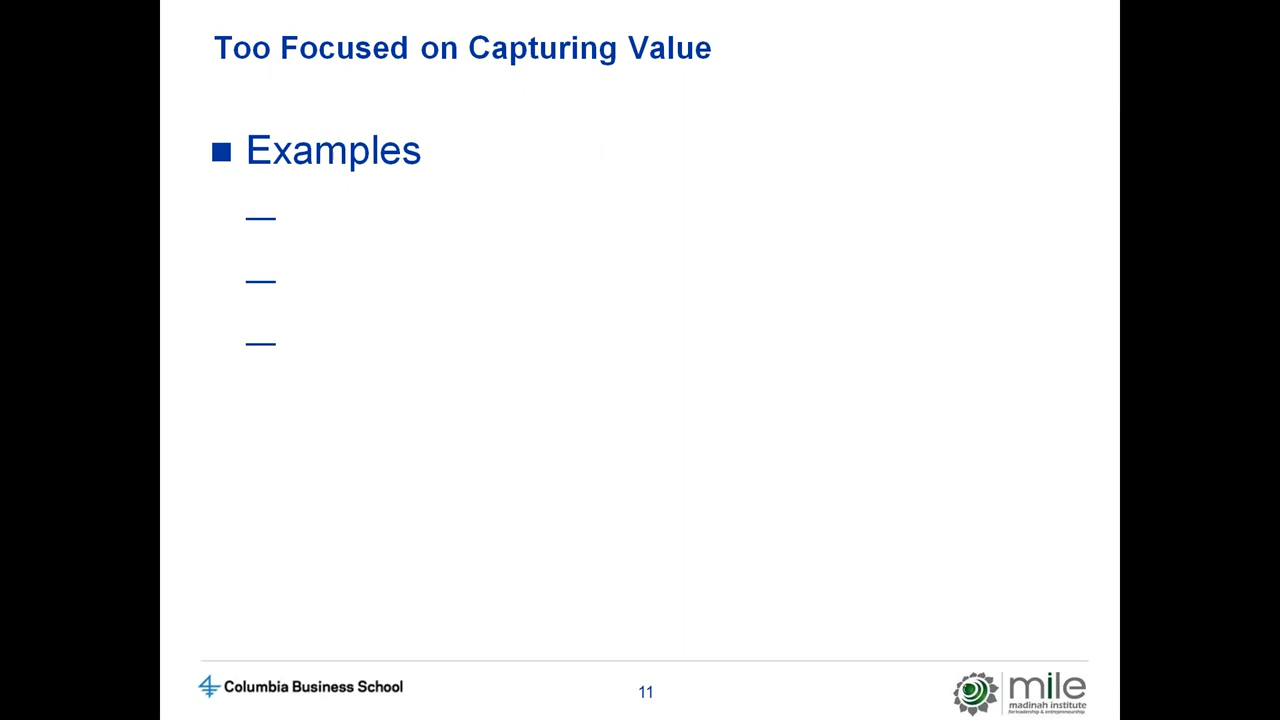 Too Focused on Capturing Value
■ Examples
—
—
—
Columbia Business School
11
mile
madinah institute
for leadership & entrepreneurship